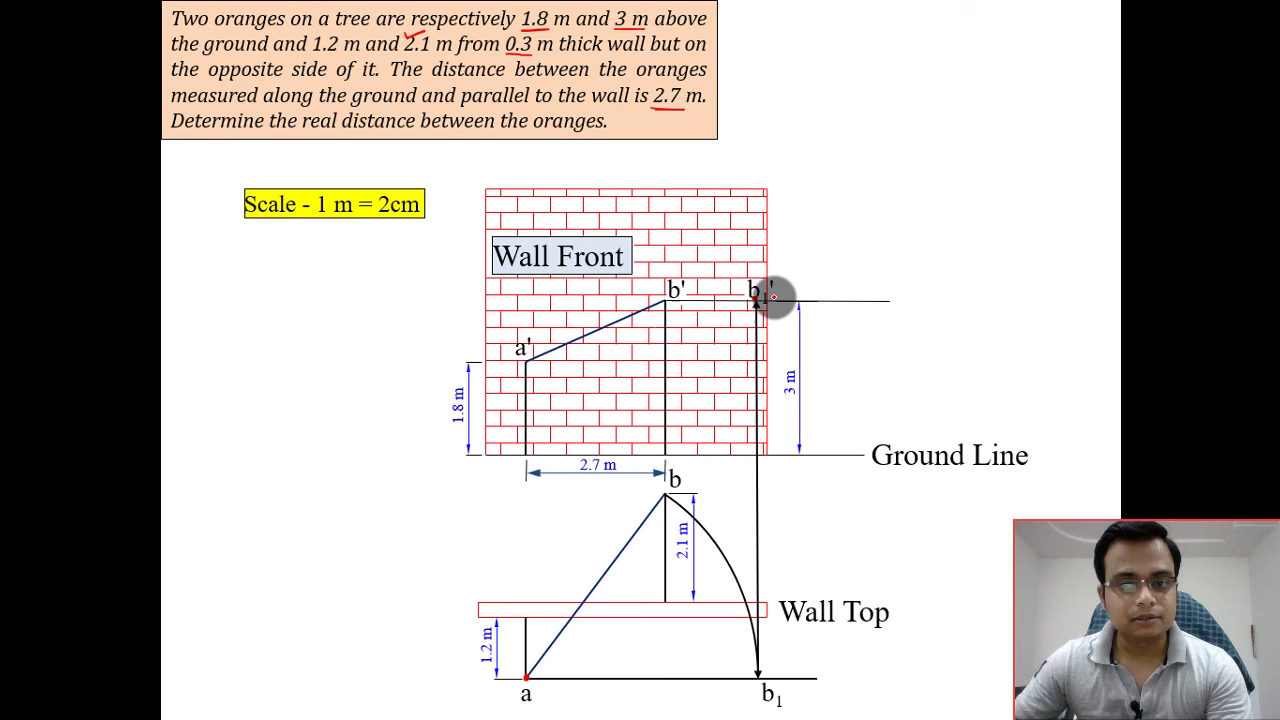 Two oranges on a tree are respectively 1.8 m and 3 m above
the ground and 1.2 m and 2.1 m from 0.3 m thick wall but on
the opposite side of it. The distance between the oranges
measured along the ground and parallel to the wall is 2.7 m.
Determine the real distance between the oranges.
Scale - 1 m = 2cm
Wall Front
b'
b₁'
a'
1.8 m
3 m
Ground Line
2.7 m
b
2.1 m
Wall Top
1.2 m
a
b₁